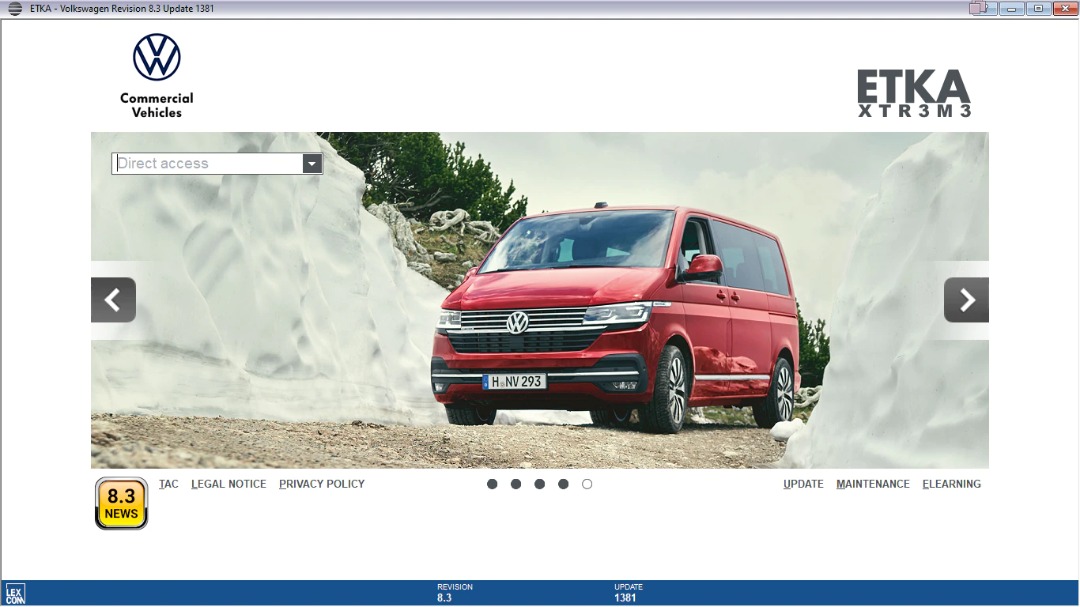 ETKA - Volkswagen Revision 8.3 Update 1381
Commercial
Vehicles
ETKA
XTR3M3
Direct access
H NV 293
8.3
NEWS
TAC LEGAL NOTICE PRIVACY POLICY
UPDATE MAINTENANCE ELEARNING
LEX
COM
REVISION
8.3
UPDATE
1381